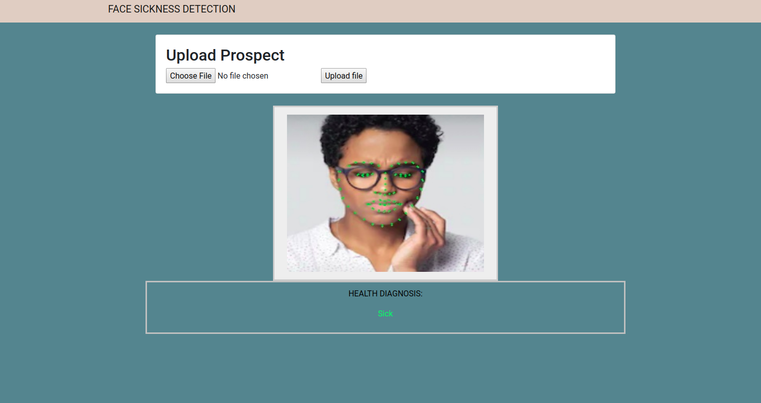 FACE SICKNESS DETECTION
Upload Prospect
Choose File No file chosen Upload file
HEALTH DIAGNOSIS:
Sick